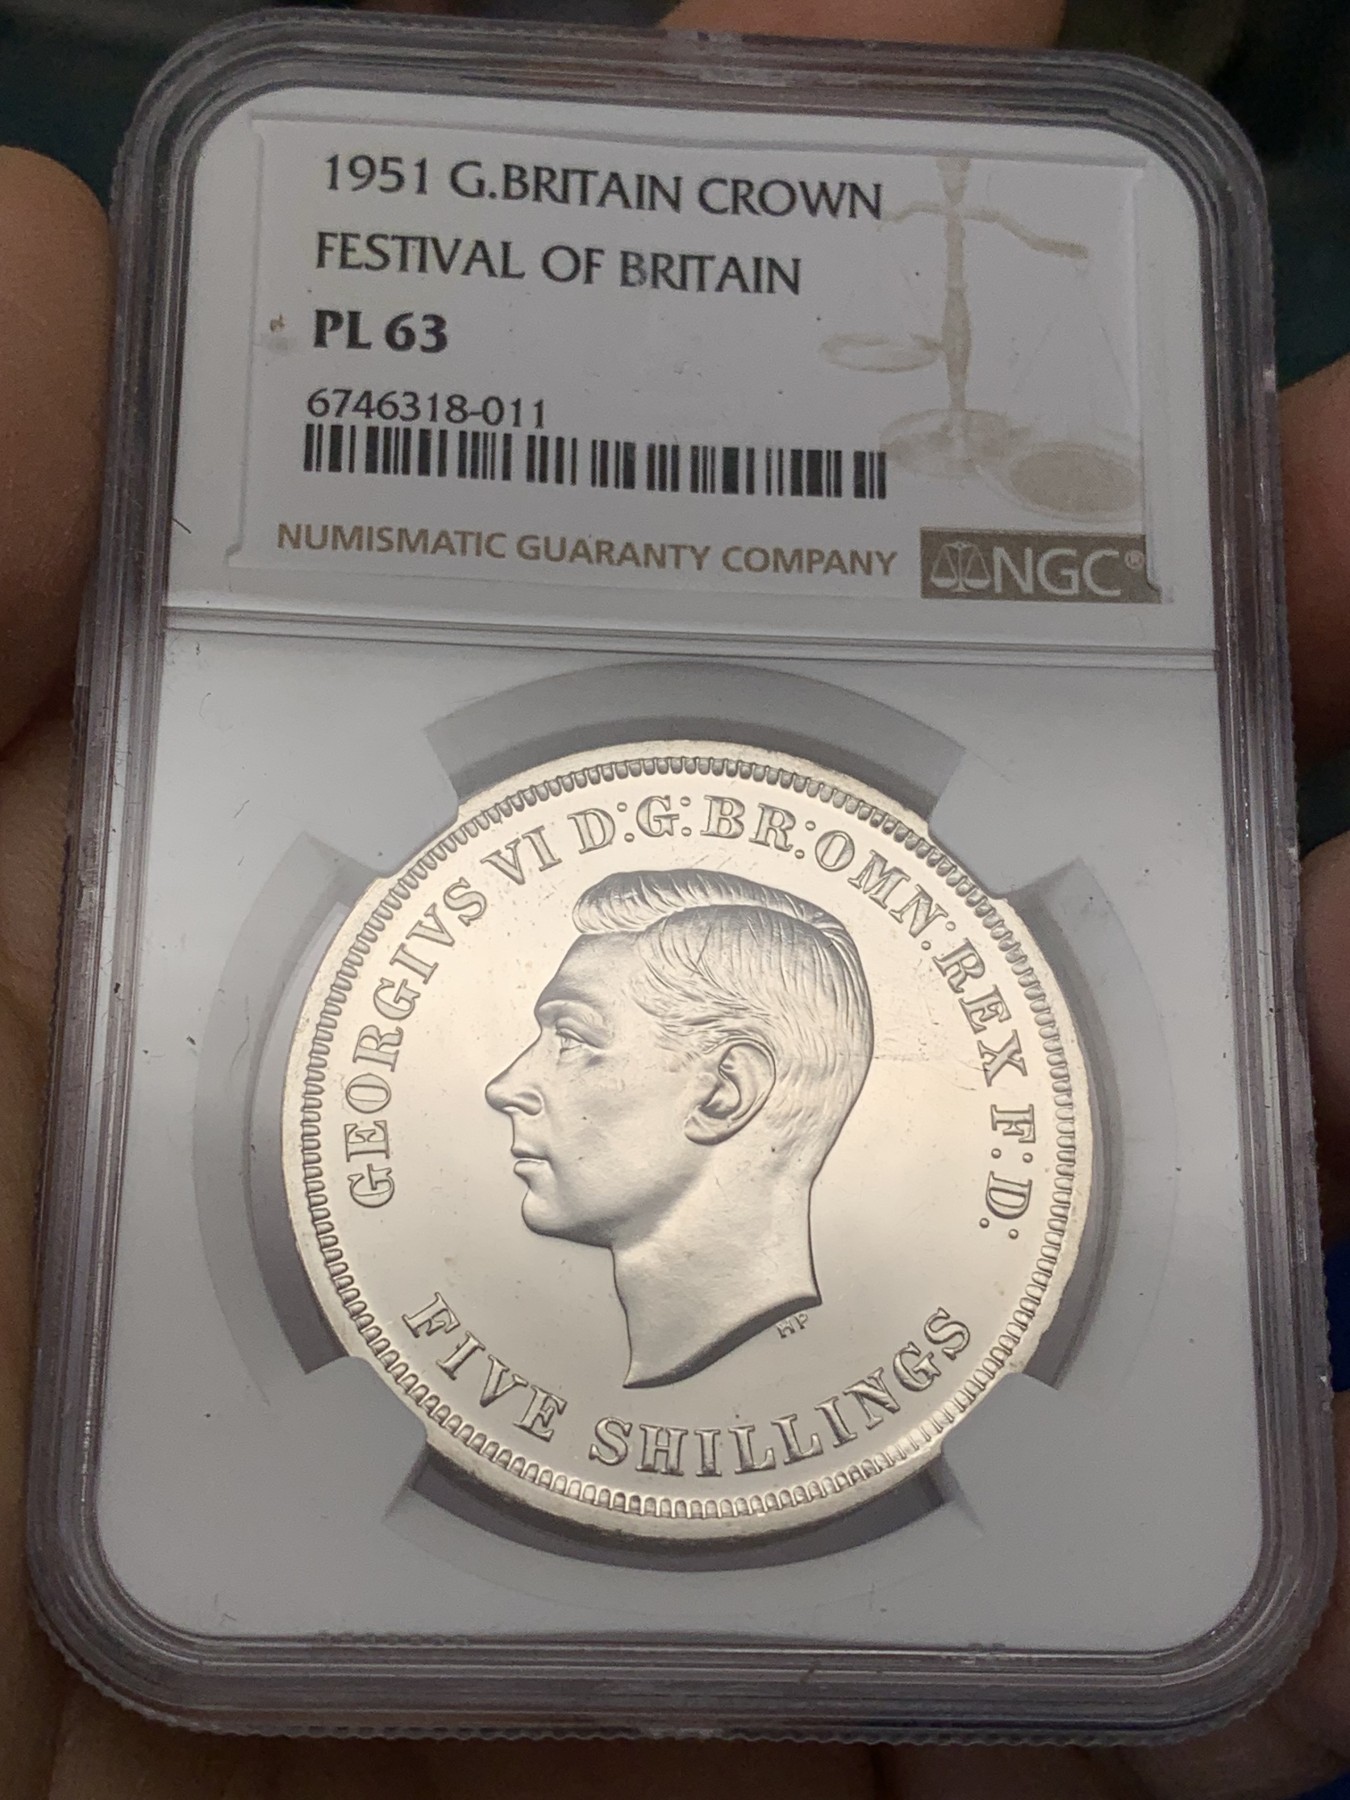 1951 G.BRITAIN CROWN
FESTIVAL OF BRITAIN
PL 63
6746318-011
NUMISMATIC GUARANTY COMPANY
NGC®
GEORGIVS VI D:G:BR:OMN:REX F:D:
HP
FIVE SHILLINGS